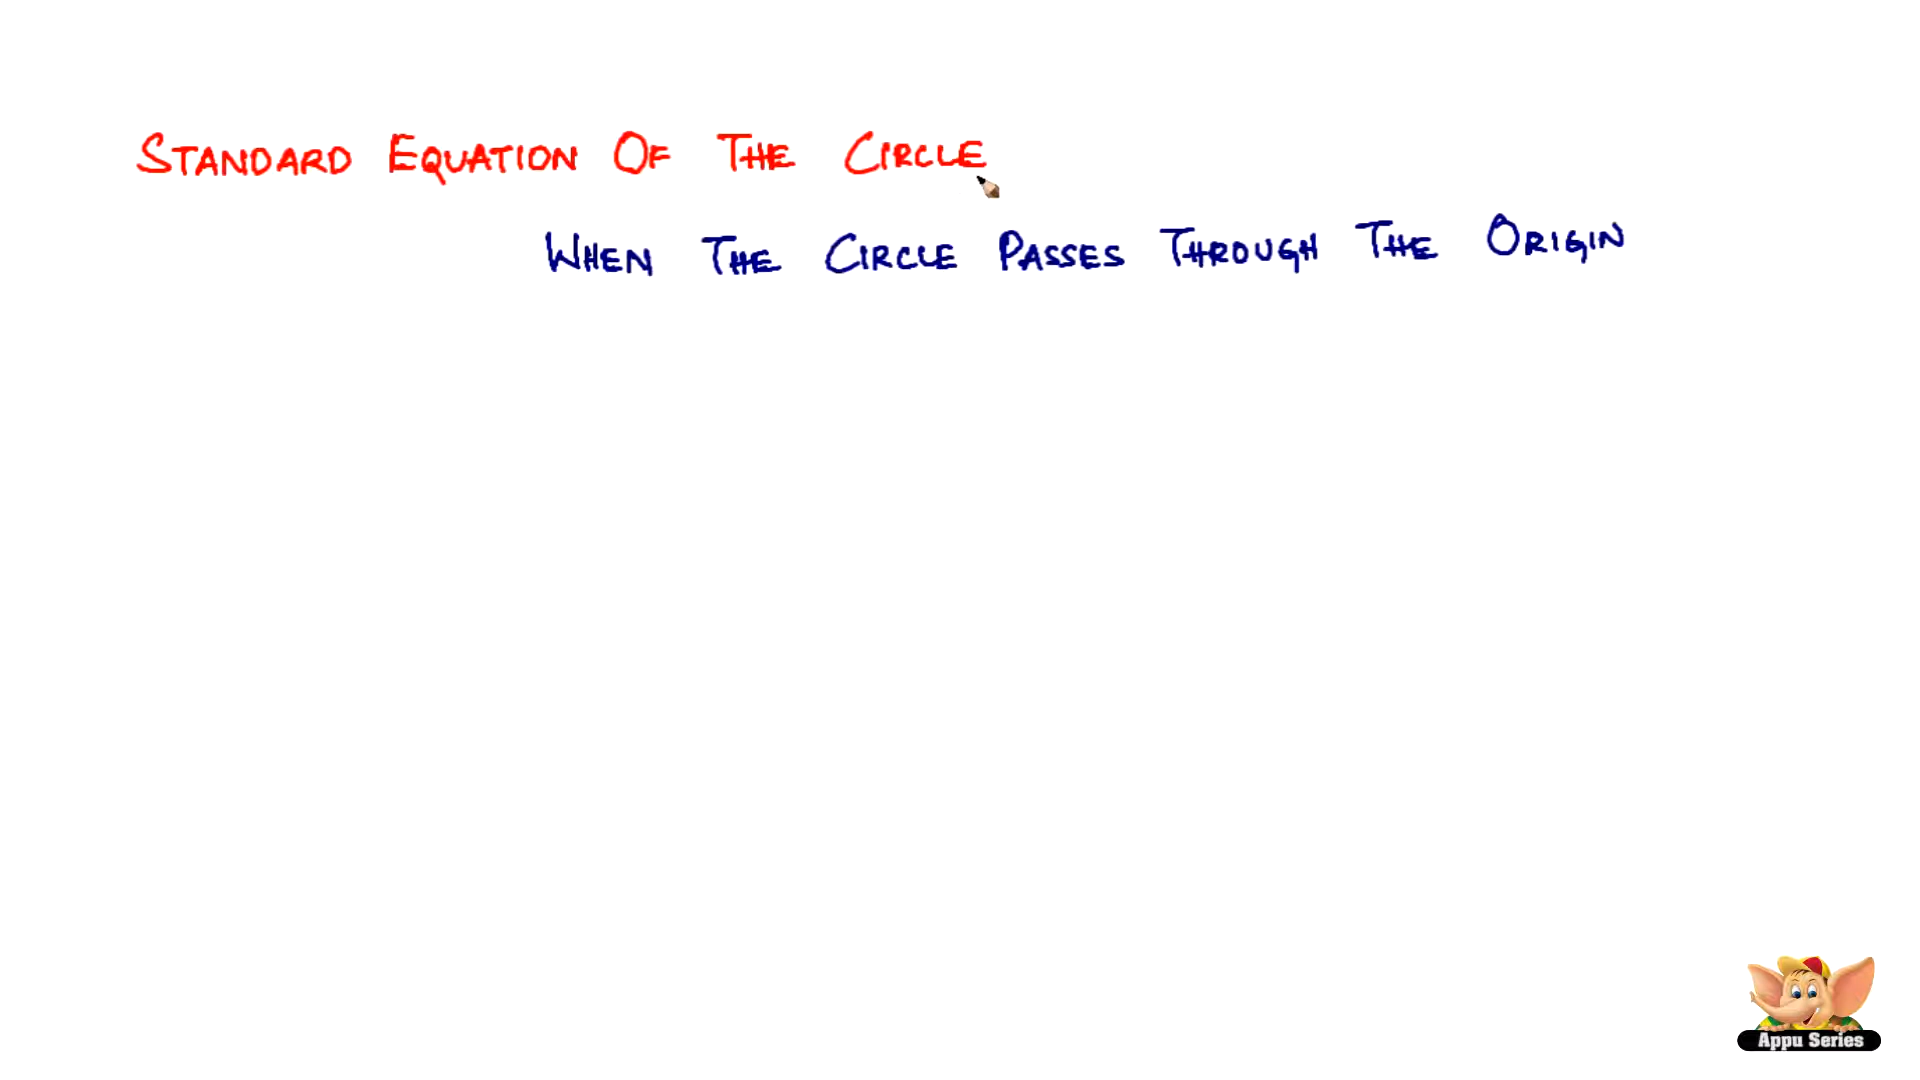 STANDARD EQUATION OF THE CIRCLE
WHEN THE CIRCLE PASSES THROUGH THE ORIGIN
Appu Series